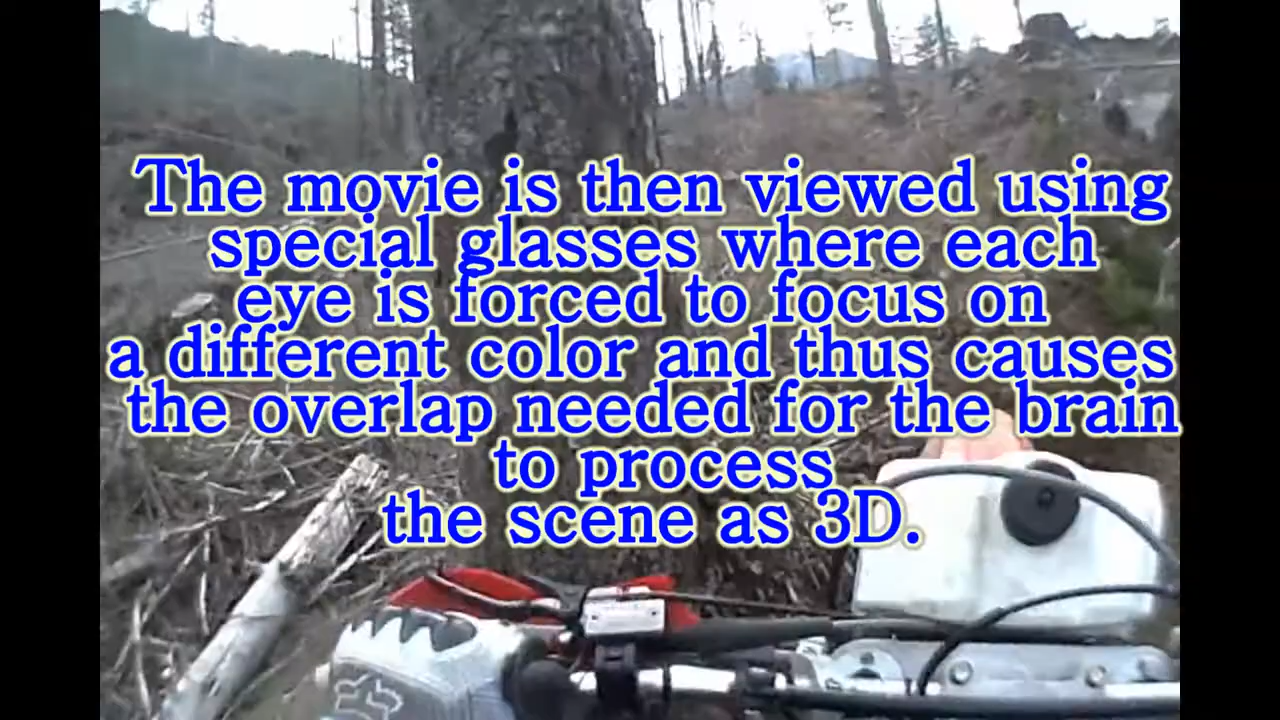 The movie is then viewed using
special glasses where each
eye is forced to focus on
a different color and thus causes
the overlap needed for the brain
to process
the scene as 3D.